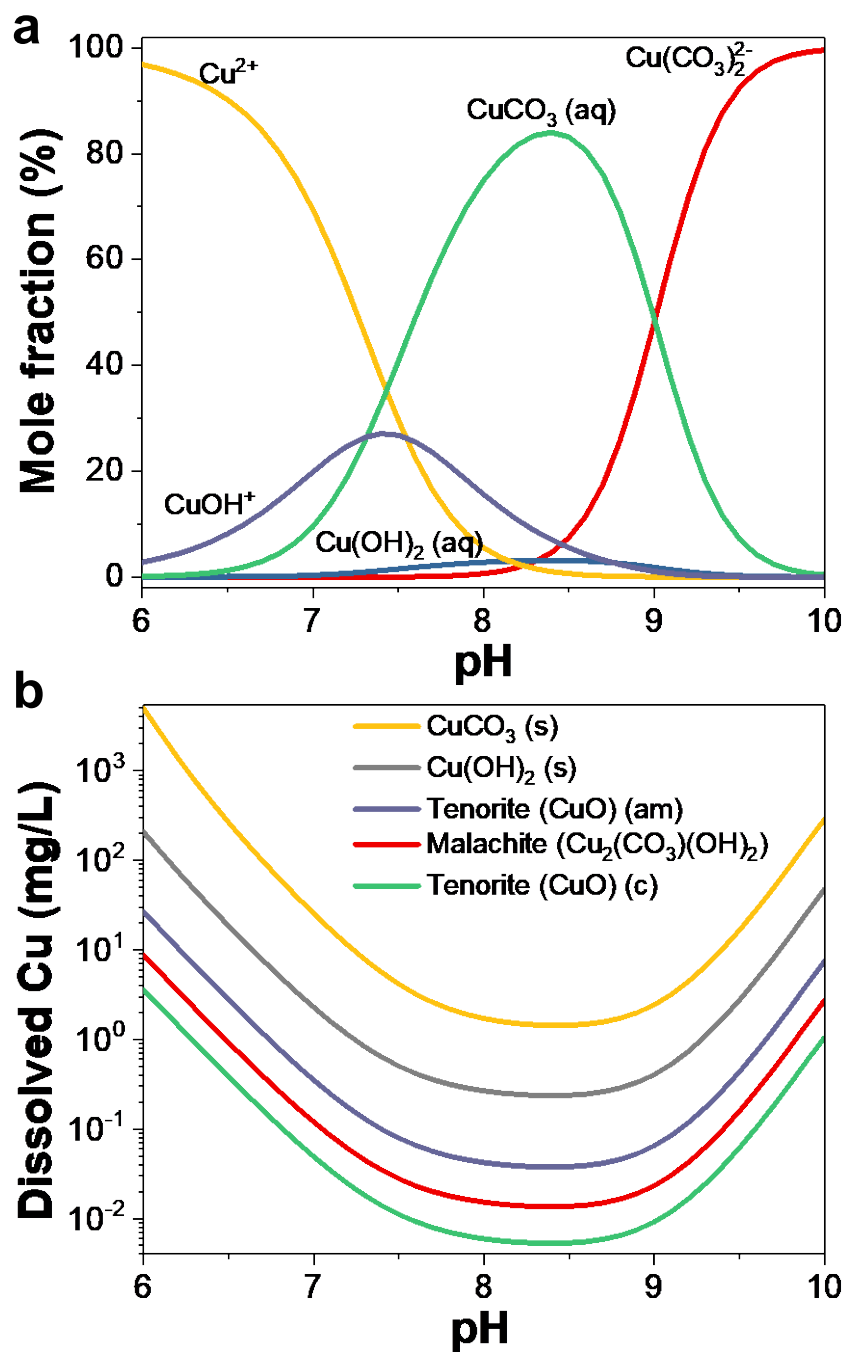 a
100
80
60
40
20
0
Mole fraction (%)
Cu²⁺
CuCO₃ (aq)
Cu(CO₃)₂²⁻
CuOH⁺
Cu(OH)₂ (aq)
6 7 8 9 10
pH
b
10³
10²
10¹
10⁰
10⁻¹
10⁻²
Dissolved Cu (mg/L)
CuCO₃ (s)
Cu(OH)₂ (s)
Tenorite (CuO) (am)
Malachite (Cu₂(CO₃)(OH)₂)
Tenorite (CuO) (c)
6 7 8 9 10
pH